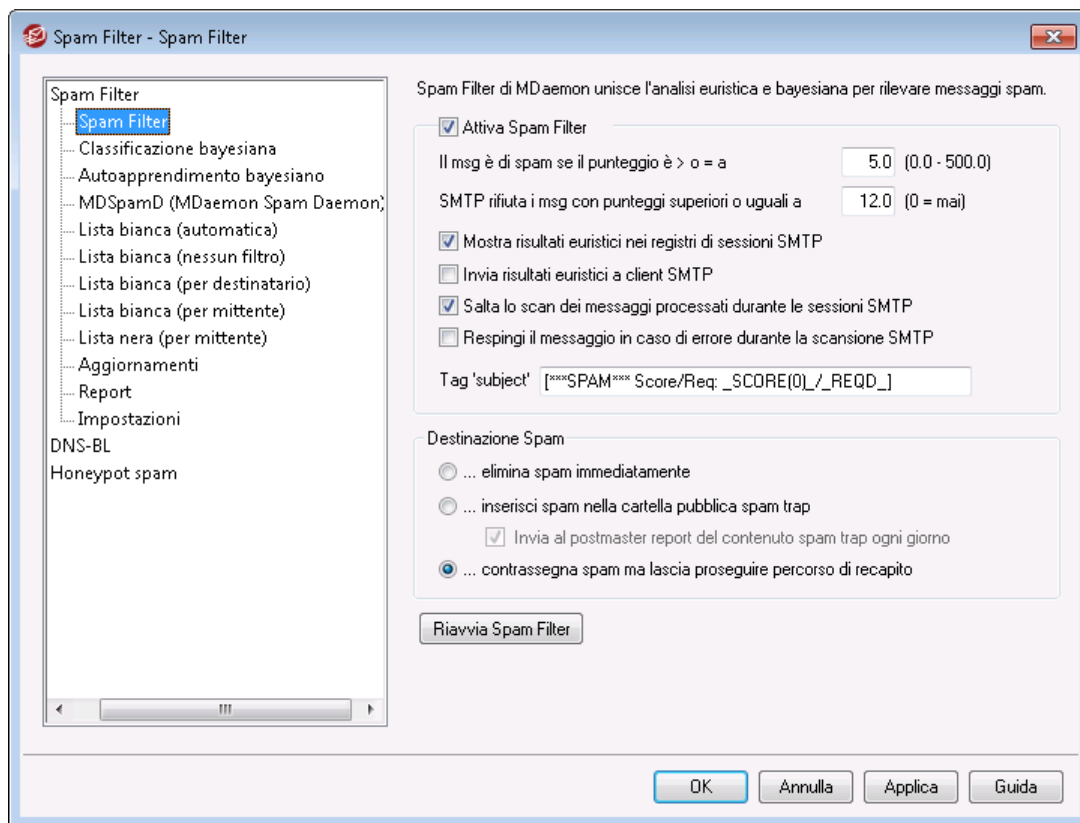 Spam Filter - Spam Filter
Spam Filter
Spam Filter
Classificazione bayesiana
Autoapprendimento bayesiano
MDSpamD (MDaemon Spam Daemon)
Lista bianca (automatica)
Lista bianca (nessun filtro)
Lista bianca (per destinatario)
Lista bianca (per mittente)
Lista nera (per mittente)
Aggiornamenti
Report
Impostazioni
DNS-BL
Honeypot spam
Spam Filter di MDaemon unisce l'analisi euristica e bayesiana per rilevare messaggi spam.
Attiva Spam Filter
Il msg è di spam se il punteggio è > o = a 5.0 (0.0 - 500.0)
SMTP rifiuta i msg con punteggi superiori o uguali a 12.0 (0 = mai)
Mostra risultati euristici nei registri di sessioni SMTP
Invia risultati euristici a client SMTP
Salta lo scan dei messaggi processati durante le sessioni SMTP
Respingi il messaggio in caso di errore durante la scansione SMTP
Tag 'subject' [***SPAM*** Score/Req: _SCORE(0)_/_REQD_]
Destinazione Spam
... elimina spam immediatamente
... inserisci spam nella cartella pubblica spam trap
Invia al postmaster report del contenuto spam trap ogni giorno
... contrassegna spam ma lascia proseguire percorso di recapito
Riavvia Spam Filter
OK Annulla Applica Guida